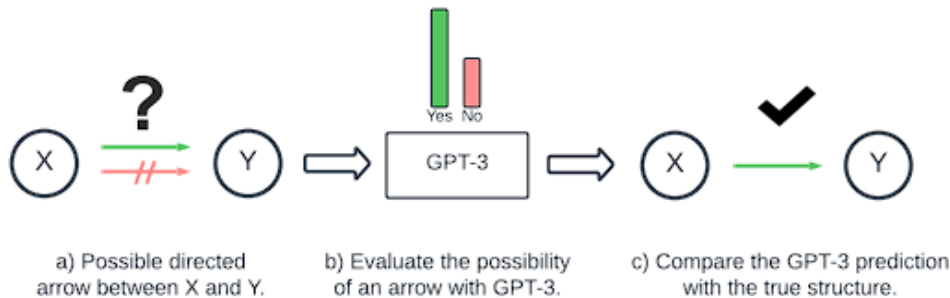 ?
Yes No
X
Y
GPT-3
X
Y
a) Possible directed
arrow between X and Y.
b) Evaluate the possibility
of an arrow with GPT-3.
c) Compare the GPT-3 prediction
with the true structure.